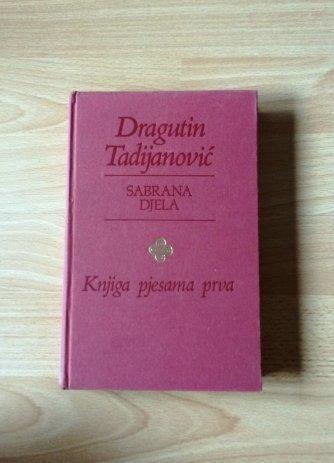 Dragutin
Tadijanović
SABRANA
DJELA
Knjiga pjesama prva